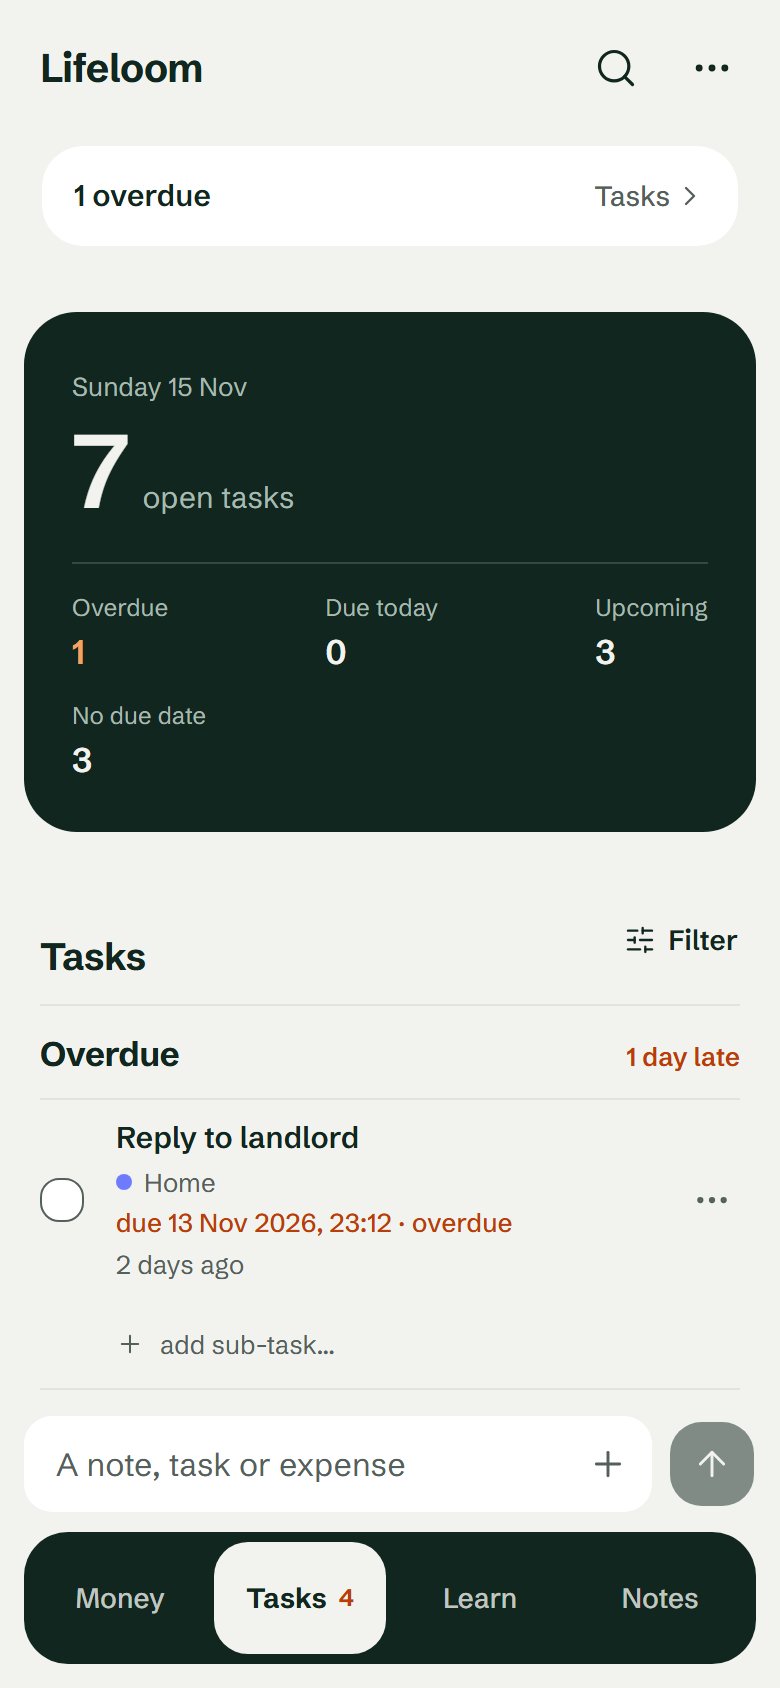 Lifeloom
1 overdue
Tasks
Sunday 15 Nov
7 open tasks
Overdue
Due today
Upcoming
1
0
3
No due date
3
Tasks
Filter
Overdue
1 day late
Reply to landlord
Home
due 13 Nov 2026, 23:12 · overdue
2 days ago
+ add sub-task...
A note, task or expense
Money
Tasks 4
Learn
Notes